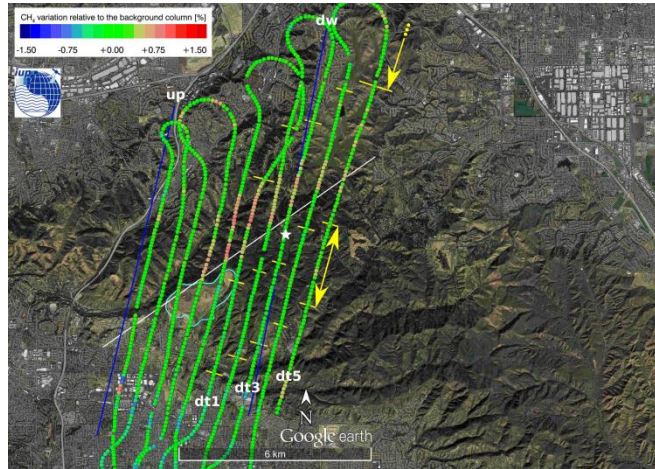 CH₄ variation relative to the background column [%]
-1.50 -0.75 +0.00 +0.75 +1.50
iup
dw
up
dt1
dt3
dt5
N
Google earth
6 km